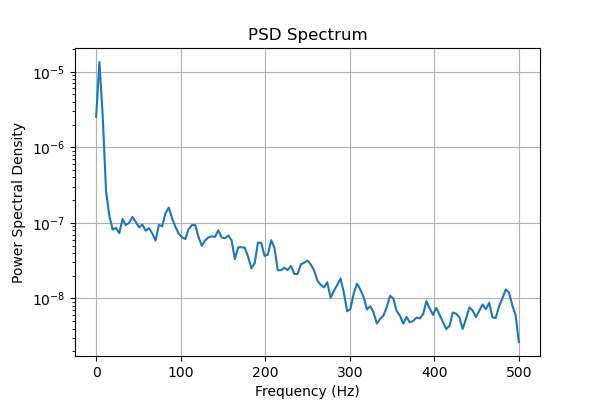 PSD Spectrum
Power Spectral Density
10⁻⁵
10⁻⁶
10⁻⁷
10⁻⁸
0 100 200 300 400 500
Frequency (Hz)